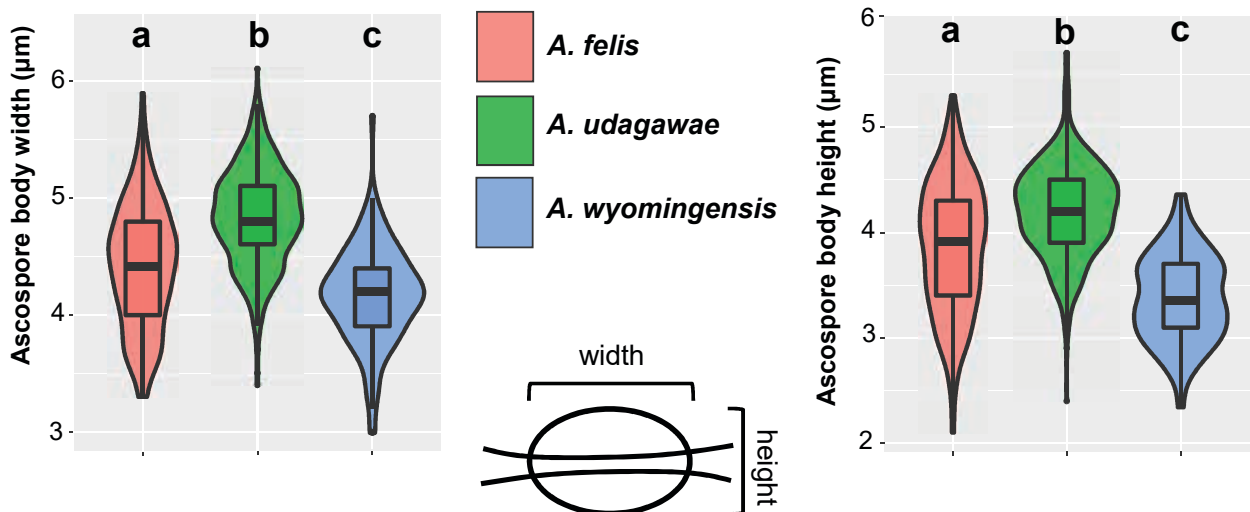 Ascospore body width (µm)
6
5
4
3
a
b
c
A. felis
A. udagawae
A. wyomingensis
width
height
Ascospore body height (µm)
6
5
4
3
2
a
b
c